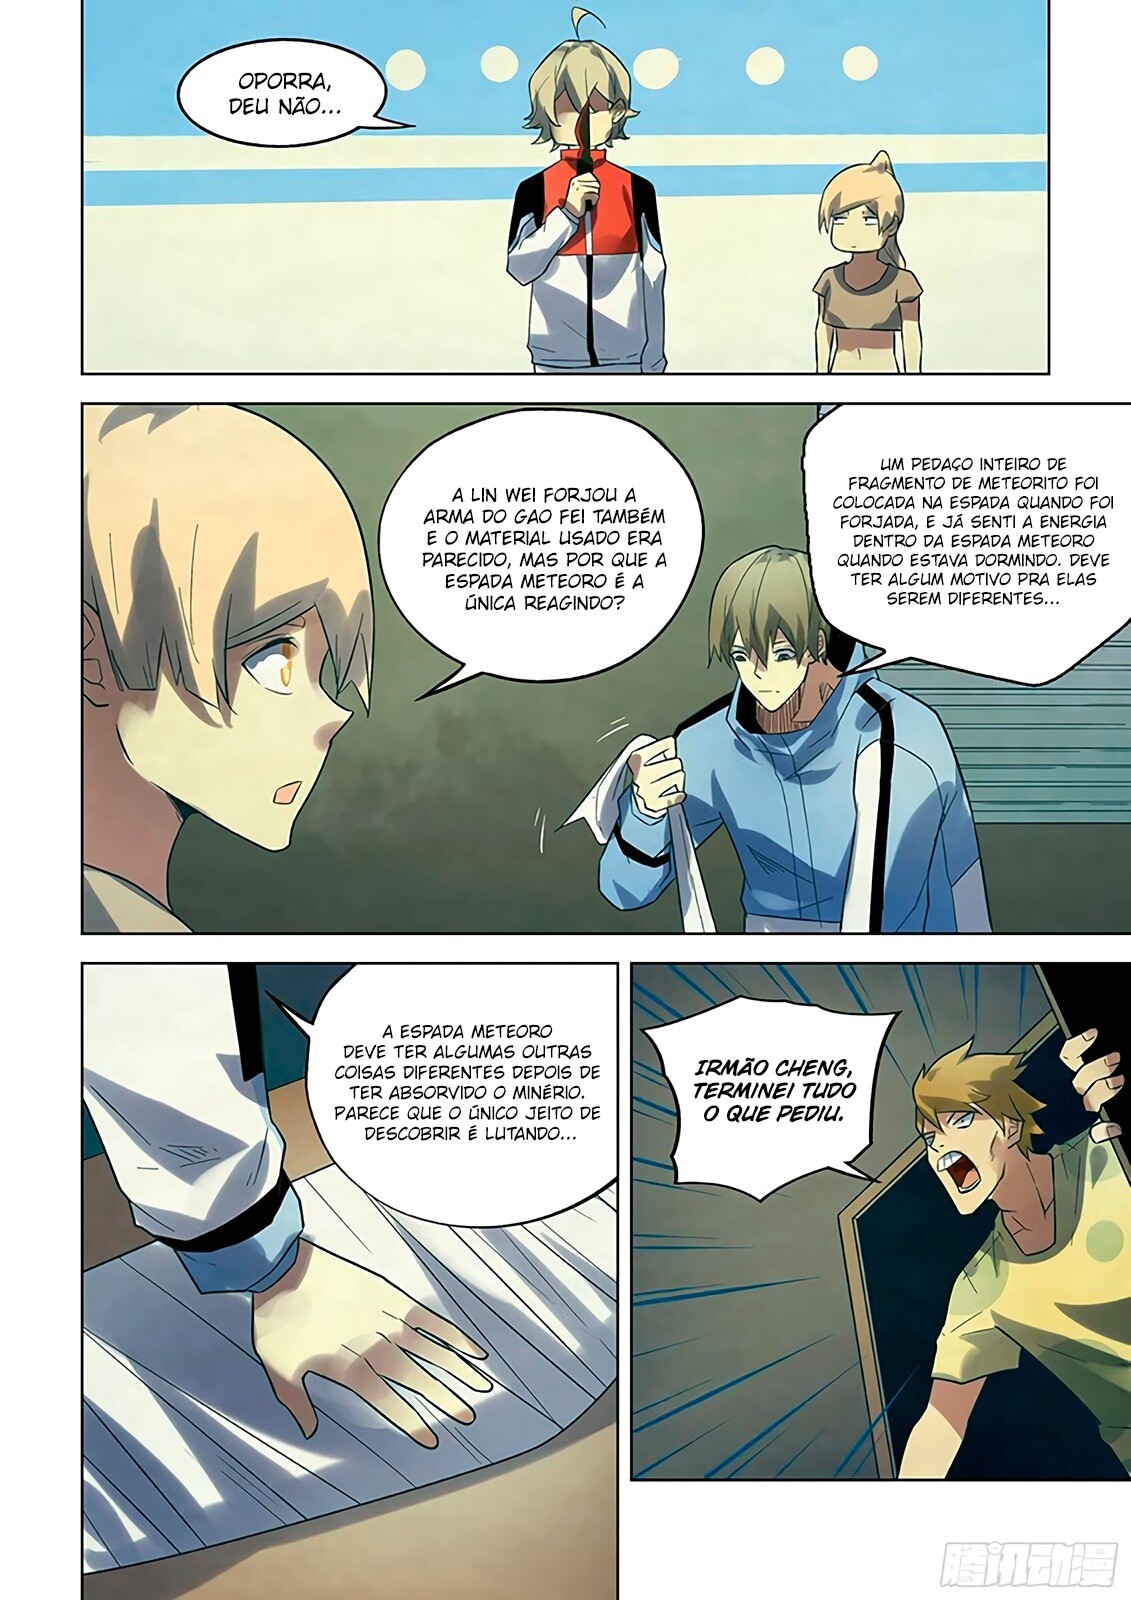 OPORRA,
DEU NÃO...
A LIN WEI FORJOU A
ARMA DO GAO FEI TAMBÉM
E O MATERIAL USADO ERA
PARECIDO, MAS POR QUE A
ESPADA METEORO É A
ÚNICA REAGINDO?
UM PEDAÇO INTEIRO DE
FRAGMENTO DE METEORITO FOI
COLOCADA NA ESPADA QUANDO FOI
FORJADA, E JÁ SENTI A ENERGIA
DENTRO DA ESPADA METEORO
QUANDO ESTAVA DORMINDO. DEVE
TER ALGUM MOTIVO PRA ELAS
SEREM DIFERENTES...
A ESPADA METEORO
DEVE TER ALGUMAS OUTRAS
COISAS DIFERENTES DEPOIS DE
TER ABSORVIDO O MINÉRIO.
PARECE QUE O ÚNICO JEITO DE
DESCOBRIR É LUTANDO...
IRMÃO CHENG,
TERMINEI TUDO
O QUE PEDIU.
腾讯动漫